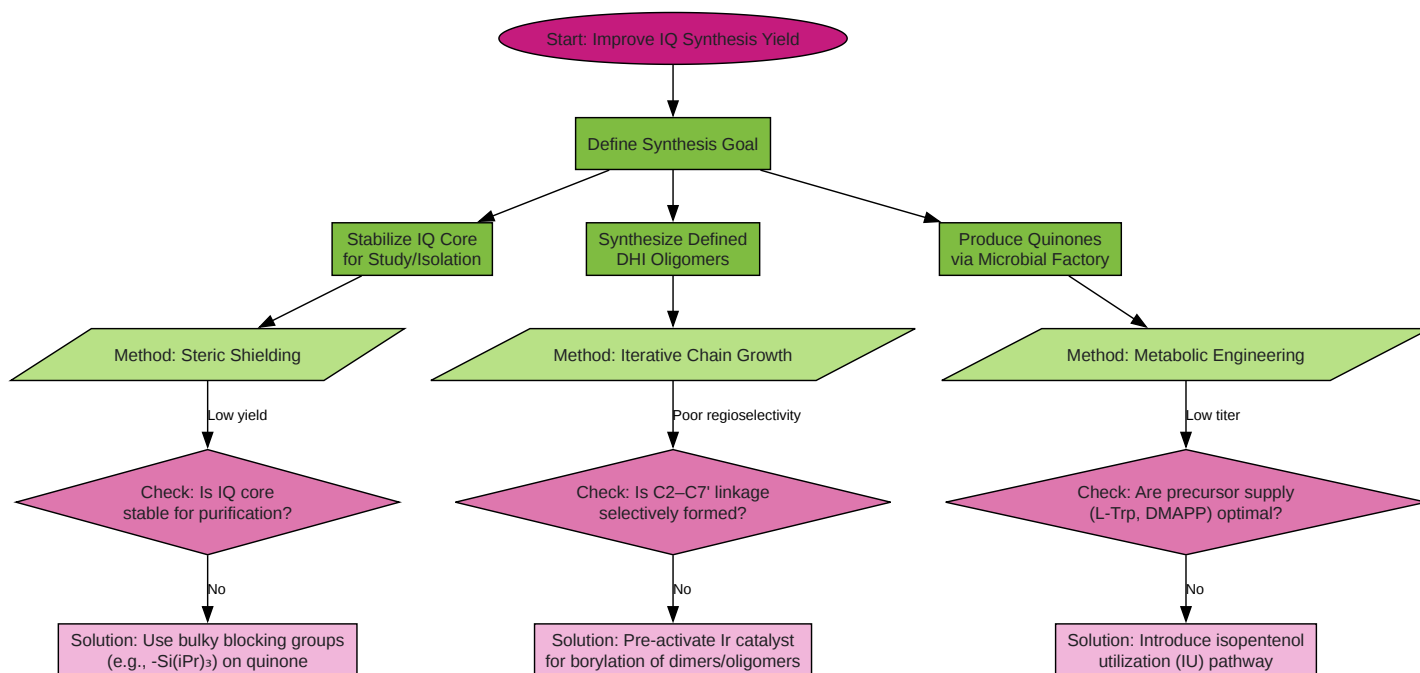 Start: Improve IQ Synthesis Yield
Define Synthesis Goal
Stabilize IQ Core
for Study/Isolation
Synthesize Defined
DHI Oligomers
Produce Quinones
via Microbial Factory
Method: Steric Shielding
Method: Iterative Chain Growth
Method: Metabolic Engineering
Low yield
Poor regioselectivity
Low titer
Check: Is IQ core
stable for purification?
Check: Is C2–C7' linkage
selectively formed?
Check: Are precursor supply
(L-Trp, DMAPP) optimal?
No
No
No
Solution: Use bulky blocking groups
(e.g., -Si(iPr)₃) on quinone
Solution: Pre-activate Ir catalyst
for borylation of dimers/oligomers
Solution: Introduce isopentenol
utilization (IU) pathway